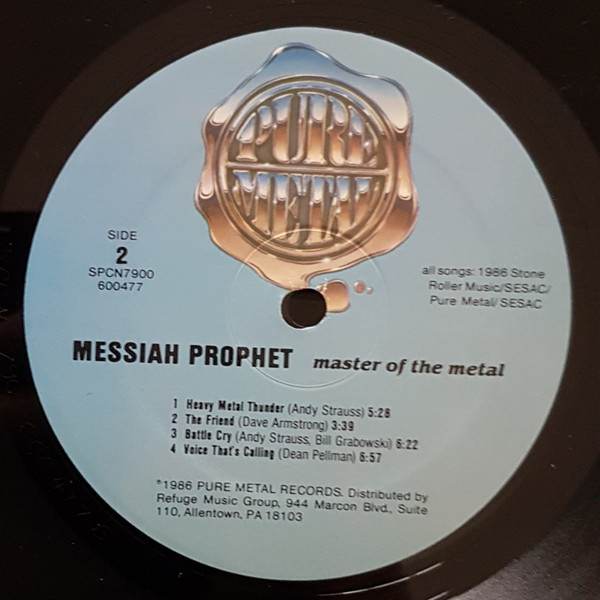 PURE
METAL
SIDE
2
SPCN7900
600477
all songs: 1986 Stone
Roller Music/SESAC/
Pure Metal/SESAC
MESSIAH PROPHET master of the metal
1 Heavy Metal Thunder (Andy Strauss) 5:28
2 The Friend (Dave Armstrong) 3:39
3 Battle Cry (Andy Strauss, Bill Grabowski) 6:22
4 Voice That's Calling (Dean Pellman) 6:57
℗1986 PURE METAL RECORDS. Distributed by
Refuge Music Group, 944 Marcon Blvd., Suite
110, Allentown, PA 18103